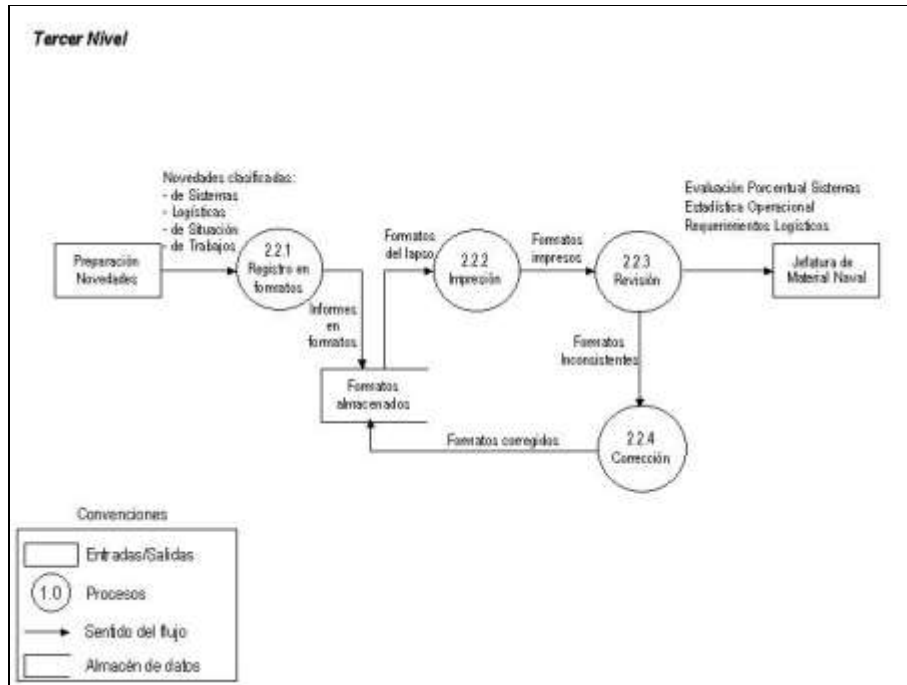 Tercer Nivel
Novedades clasificadas:
- de Sistemas
- Logísticas
- de Situación
- de Trabajos
Preparación
Novedades
2.2.1
Registro en
formatos
Informes
en
formatos
Formatos
almacenados
Formatos
del lapso
2.2.2
Impresión
Formatos
impresos
2.2.3
Revisión
Evaluación Porcentual Sistemas
Estadística Operacional
Requerimientos Logísticos
Jefatura de
Material Naval
Formatos
Inconsistentes
2.2.4
Corrección
Formatos corregidos
Convenciones
Entradas/Salidas
1.0
Procesos
Sentido del flujo
Almacén de datos